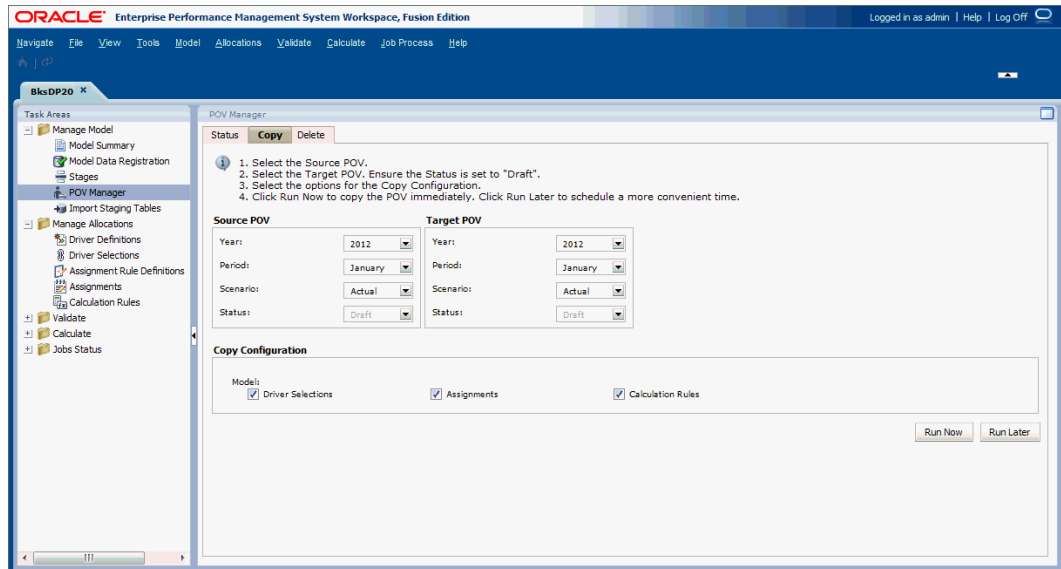 ORACLE® Enterprise Performance Management System Workspace, Fusion Edition
Logged in as admin | Help | Log Off
Navigate File View Tools Model Allocations Validate Calculate Job Process Help
BksDP20 x
Task Areas
Manage Model
Model Summary
Model Data Registration
Stages
POV Manager
Import Staging Tables
Manage Allocations
Driver Definitions
Driver Selections
Assignment Rule Definitions
Assignments
Calculation Rules
Validate
Calculate
Jobs Status
POV Manager
Status Copy Delete
1. Select the Source POV.
2. Select the Target POV. Ensure the Status is set to "Draft".
3. Select the options for the Copy Configuration.
4. Click Run Now to copy the POV immediately. Click Run Later to schedule a more convenient time.
Source POV
Year: 2012
Period: January
Scenario: Actual
Status: Draft
Target POV
Year: 2012
Period: January
Scenario: Actual
Status: Draft
Copy Configuration
Model:
Driver Selections Assignments Calculation Rules
Run Now Run Later